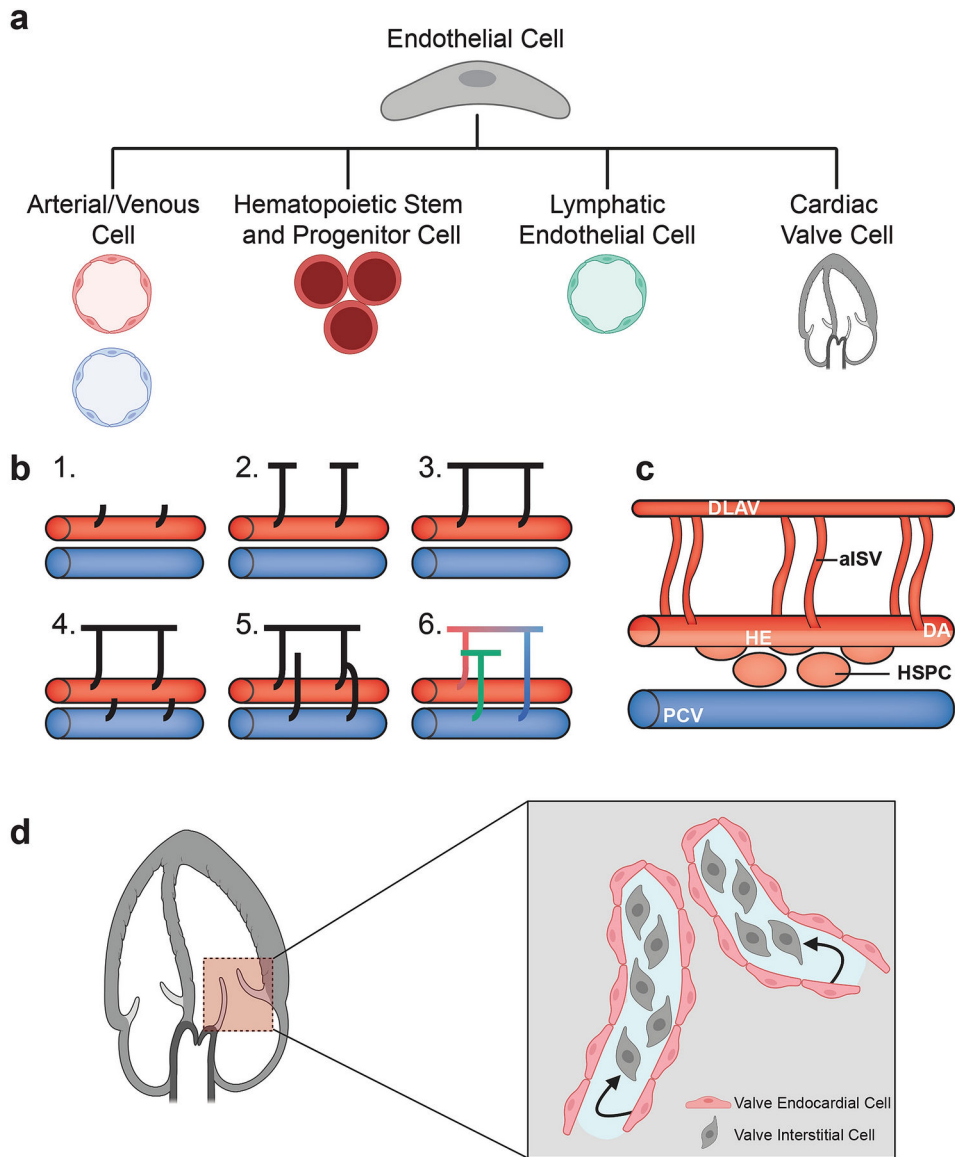 a
Endothelial Cell
Arterial/Venous
Cell
Hematopoietic Stem
and Progenitor Cell
Lymphatic
Endothelial Cell
Cardiac
Valve Cell
b
1.
2.
3.
4.
5.
6.
c
DLAV
aISV
HE
DA
HSPC
PCV
d
Valve Endocardial Cell
Valve Interstitial Cell